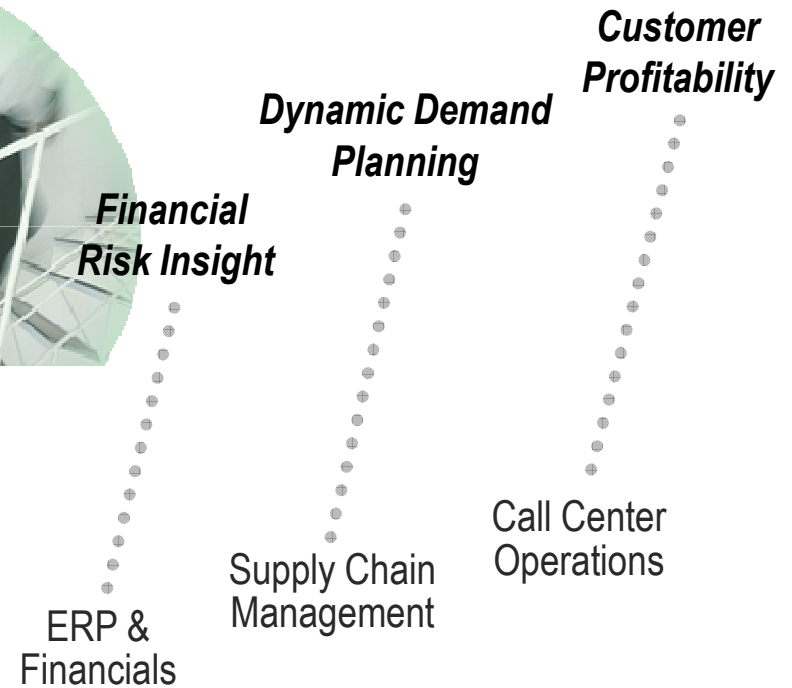 Customer
Profitability
Dynamic Demand
Planning
Financial
Risk Insight
Call Center
Operations
Supply Chain
Management
ERP &
Financials